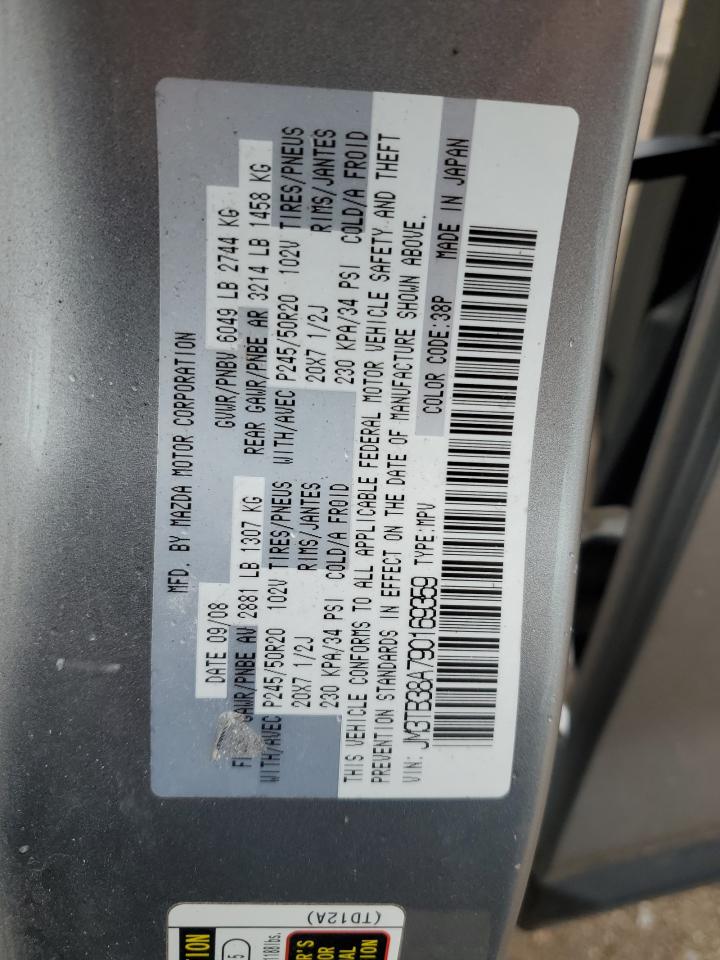 MFD. BY MAZDA MOTOR CORPORATION
DATE 09/08 GVWR/PNBV 6049 LB 2744 KG
GAWR/PNBE AV 2881 LB 1307 KG REAR GAWR/PNBE AR 3214 LB 1458 KG
WITH/AVEC P245/50R20 102V TIRES/PNEUS WITH/AVEC P245/50R20 102V TIRES/PNEUS
20X7 1/2J RIMS/JANTES 20X7 1/2J RIMS/JANTES
230 KPA/34 PSI COLD/A FROID 230 KPA/34 PSI COLD/A FROID
THIS VEHICLE CONFORMS TO ALL APPLICABLE FEDERAL MOTOR VEHICLE SAFETY AND THEFT
PREVENTION STANDARDS IN EFFECT ON THE DATE OF MANUFACTURE SHOWN ABOVE.
VIN: JM3TB38A790169359 TYPE:MPV COLOR CODE:38P MADE IN JAPAN
(TD12A)